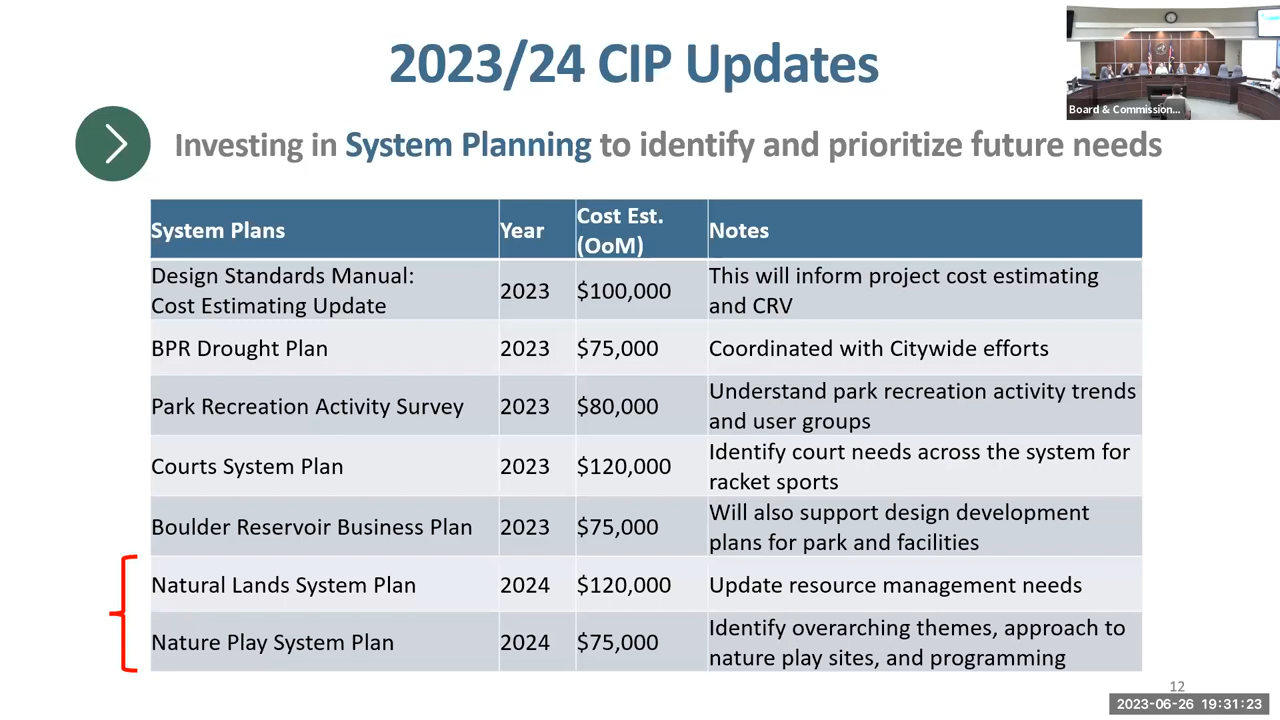 2023/24 CIP Updates
Board & Commission...
Investing in System Planning to identify and prioritize future needs
System Plans
Year
Cost Est.
(OoM)
Notes
Design Standards Manual:
Cost Estimating Update
2023
$100,000
This will inform project cost estimating
and CRV
BPR Drought Plan
2023
$75,000
Coordinated with Citywide efforts
Park Recreation Activity Survey
2023
$80,000
Understand park recreation activity trends
and user groups
Courts System Plan
2023
$120,000
Identify court needs across the system for
racket sports
Boulder Reservoir Business Plan
2023
$75,000
Will also support design development
plans for park and facilities
Natural Lands System Plan
2024
$120,000
Update resource management needs
Nature Play System Plan
2024
$75,000
Identify overarching themes, approach to
nature play sites, and programming
12
2023-06-26 19:31:23